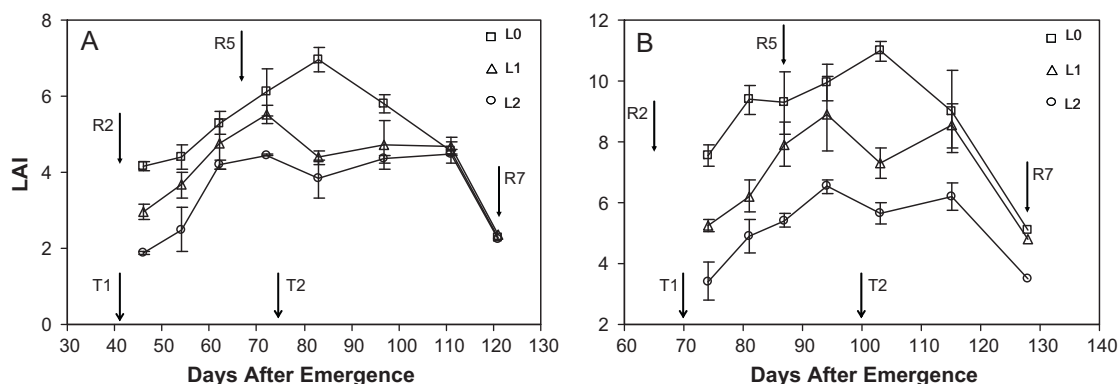 A
B
L0
L1
L2
L0
L1
L2
R5
R2
R7
T1
T2
R5
R2
R7
T1
T2
LAI
8
6
4
2
0
12
10
8
6
4
2
30 40 50 60 70 80 90 100 110 120 130
60 70 80 90 100 110 120 130 140
Days After Emergence
Days After Emergence